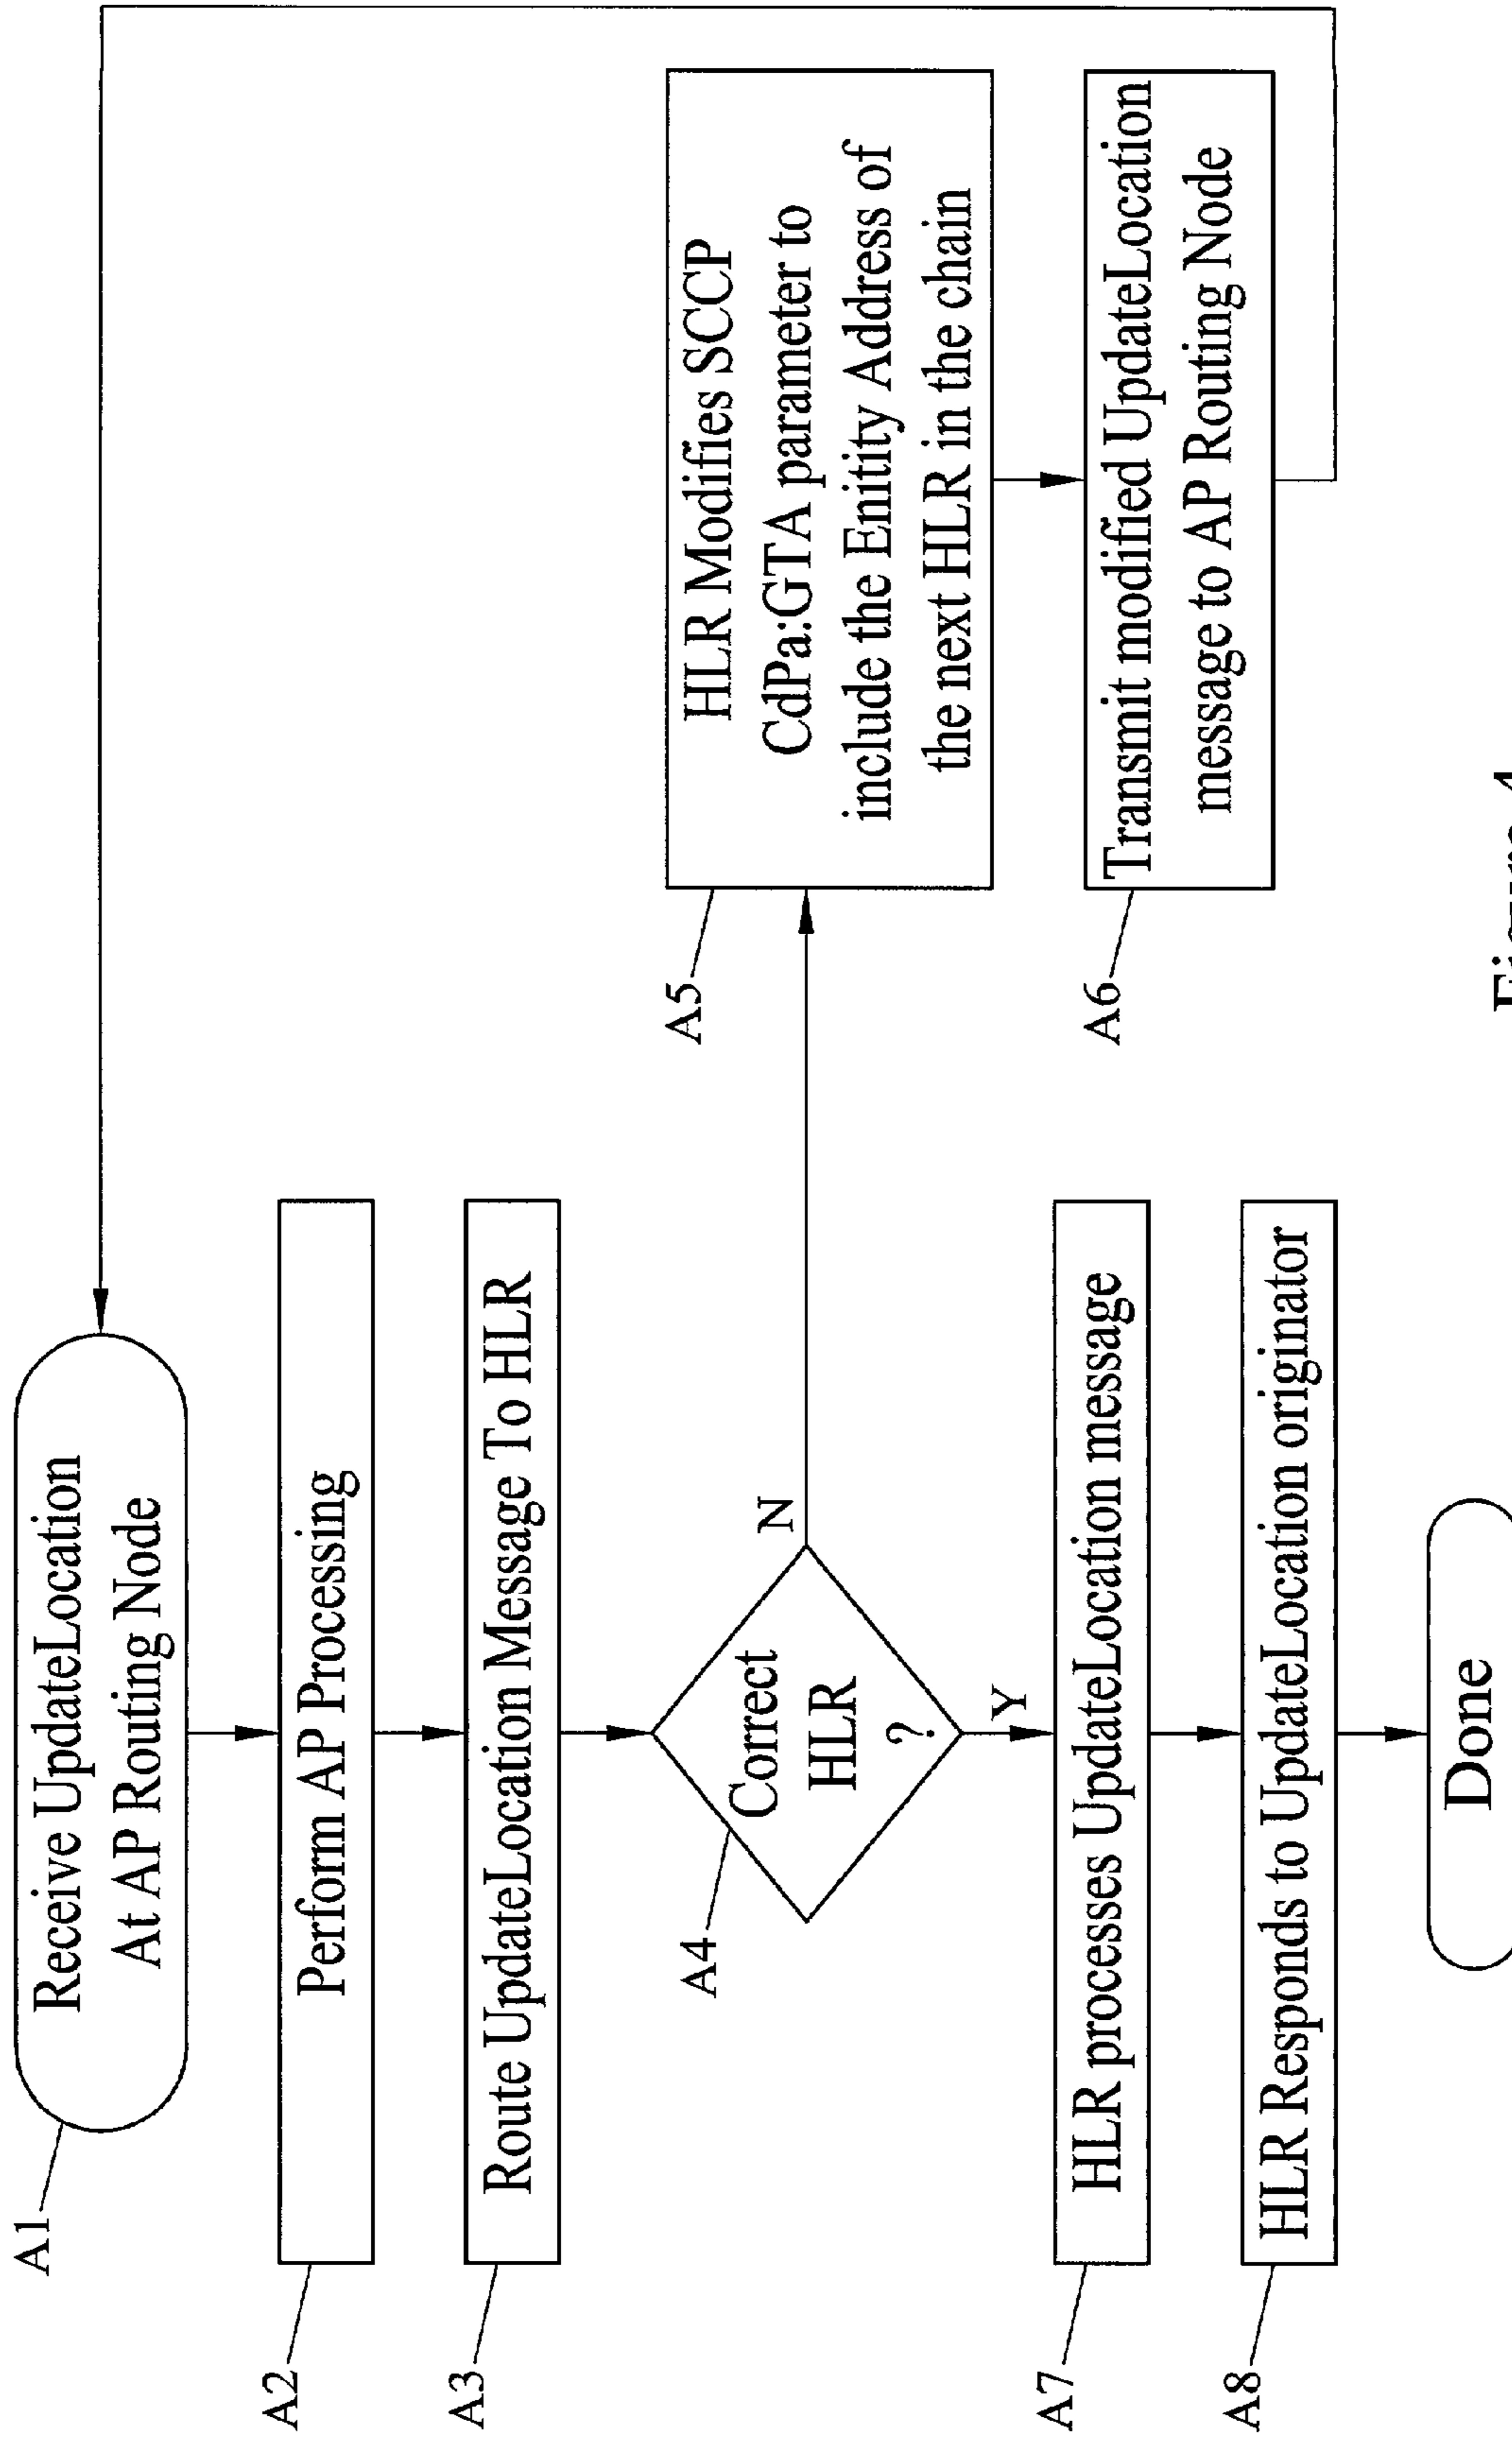 A1
Receive UpdateLocation
At AP Routing Node
A2
Perform AP Processing
A3
Route UpdateLocation Message To HLR
A4
Correct
HLR
?
N
Y
A5
HLR Modifies SCCP
CdPa:GTA parameter to
include the Enitity Address of
the next HLR in the chain
A6
Transmit modified UpdateLocation
message to AP Routing Node
A7
HLR processes UpdateLocation message
A8
HLR Responds to UpdateLocation originator
Done